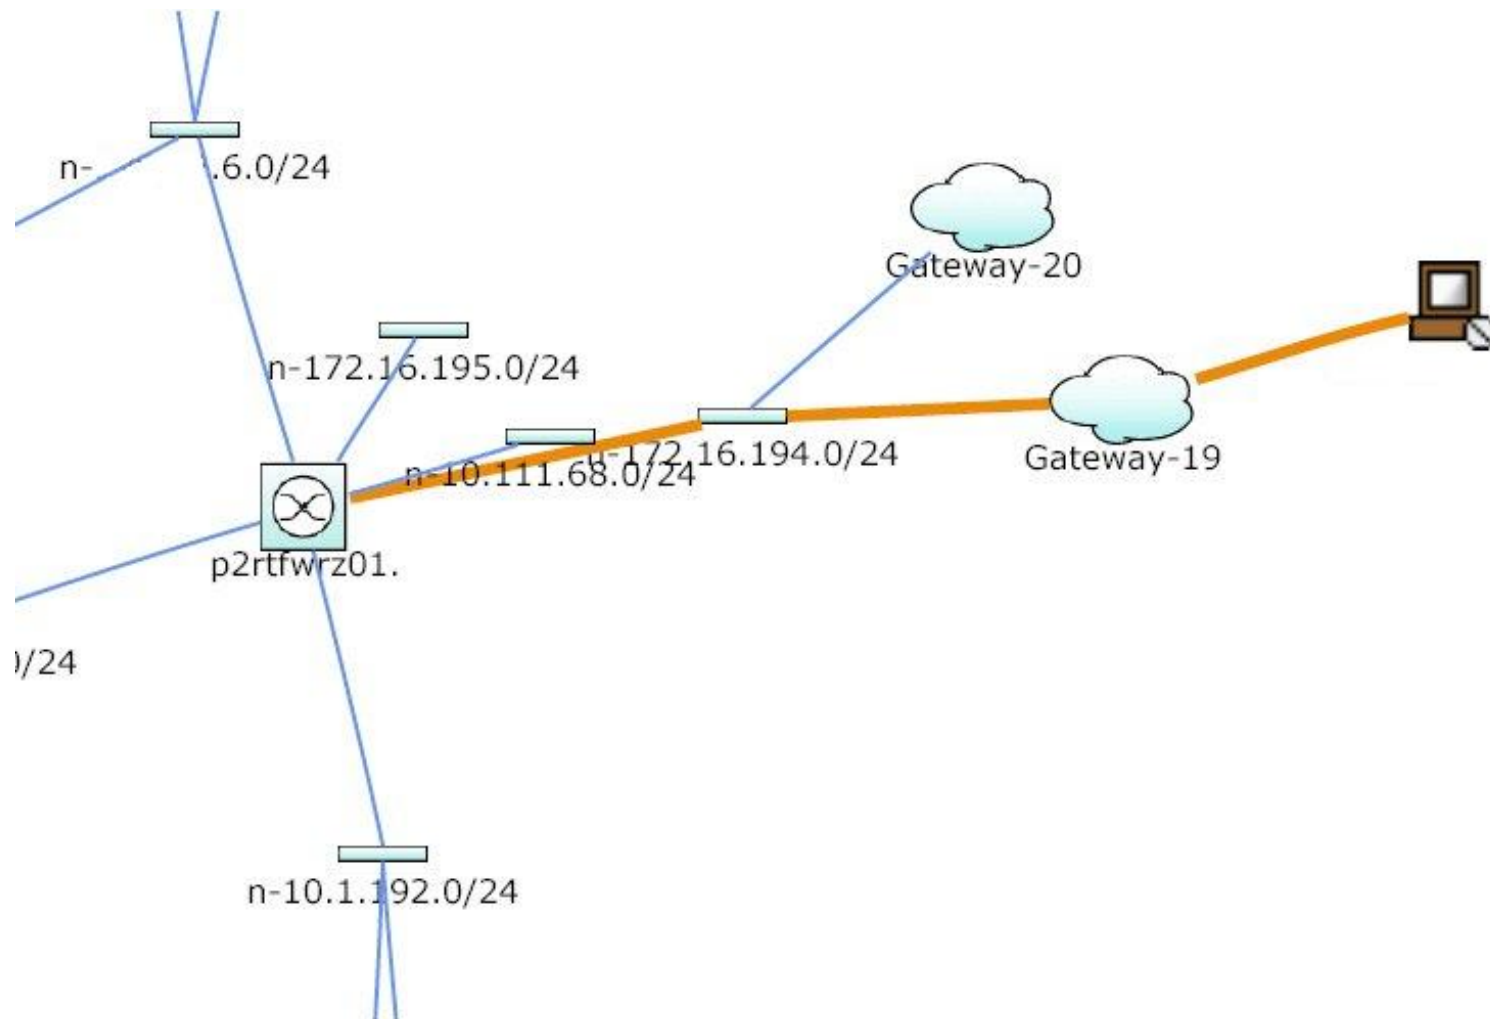 n-
.6.0/24
Gateway-20
n-172.16.195.0/24
n-172.16.194.0/24
Gateway-19
n-10.111.68.0/24
p2rtfwrz01.
/24
n-10.1.192.0/24